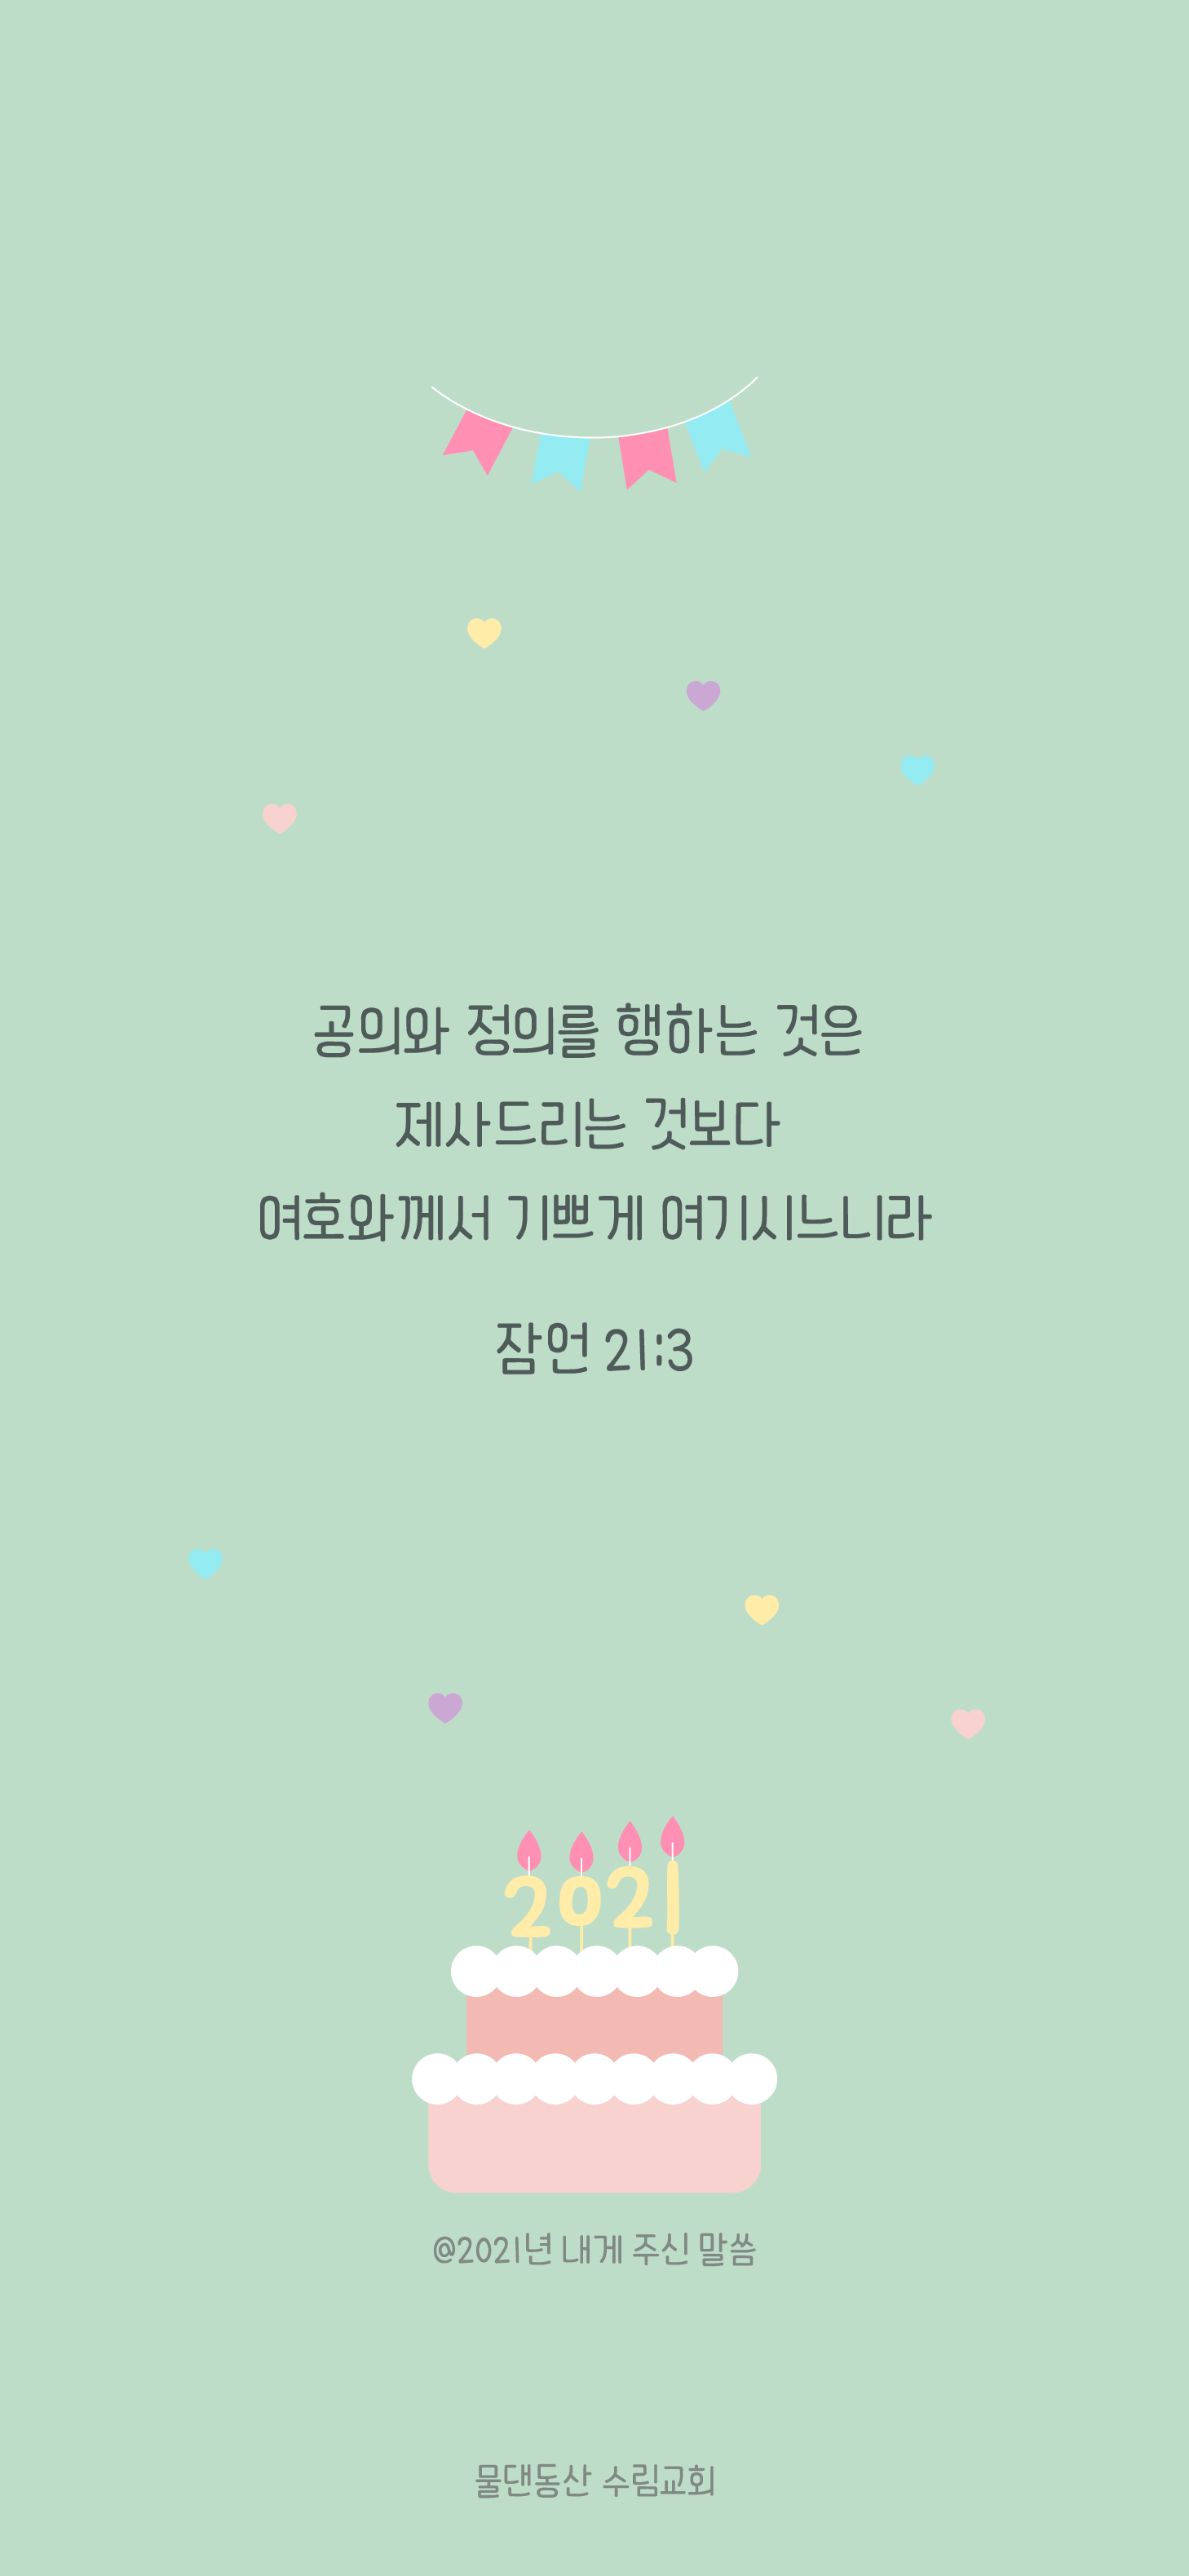 공의와 정의를 행하는 것은
제사드리는 것보다
여호와께서 기쁘게 여기시느니라
잠언 21:3
2021
@2021년 내게 주신 말씀
물댄동산 수림교회